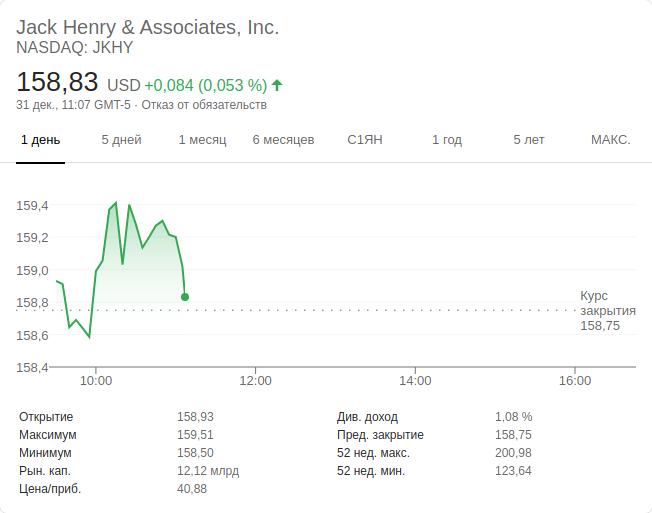 Jack Henry & Associates, Inc.
NASDAQ: JKHY
158,83 USD +0,084 (0,053 %)
31 дек., 11:07 GMT-5 · Отказ от обязательств
1 день 5 дней 1 месяц 6 месяцев С1ЯН 1 год 5 лет МАКС.
159,4
159,2
159,0
158,8
158,6
158,4
Курс
закрытия
158,75
10:00 12:00 14:00 16:00
Открытие 158,93 Див. доход 1,08 %
Максимум 159,51 Пред. закрытие 158,75
Минимум 158,50 52 нед. макс. 200,98
Рын. кап. 12,12 млрд 52 нед. мин. 123,64
Цена/приб. 40,88